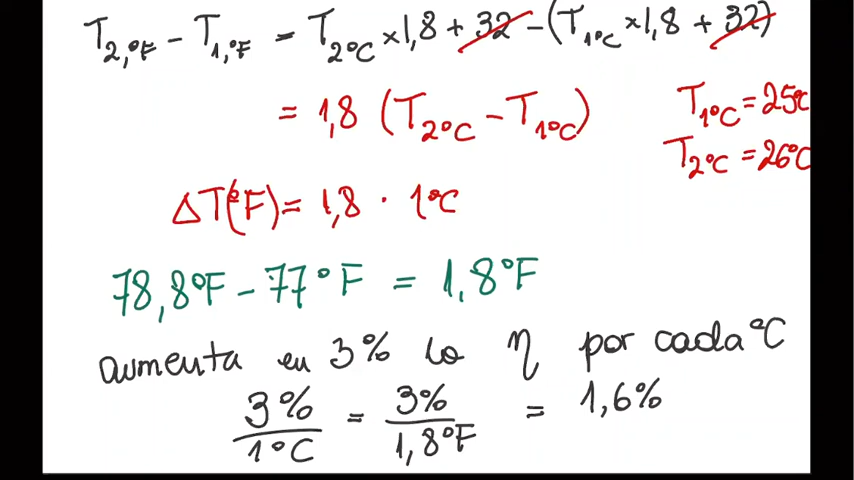 T₂,°F - T₁,°F = T₂°C × 1,8 + 32 - (T₁°C × 1,8 + 32)
= 1,8 (T₂°C - T₁°C)
T₁°C = 25°C
T₂°C = 26°C
ΔT(°F) = 1,8 · 1°C
78,8°F - 77°F = 1,8°F
aumenta en 3% la η por cada °C
3%/1°C = 3%/1,8°F = 1,6%